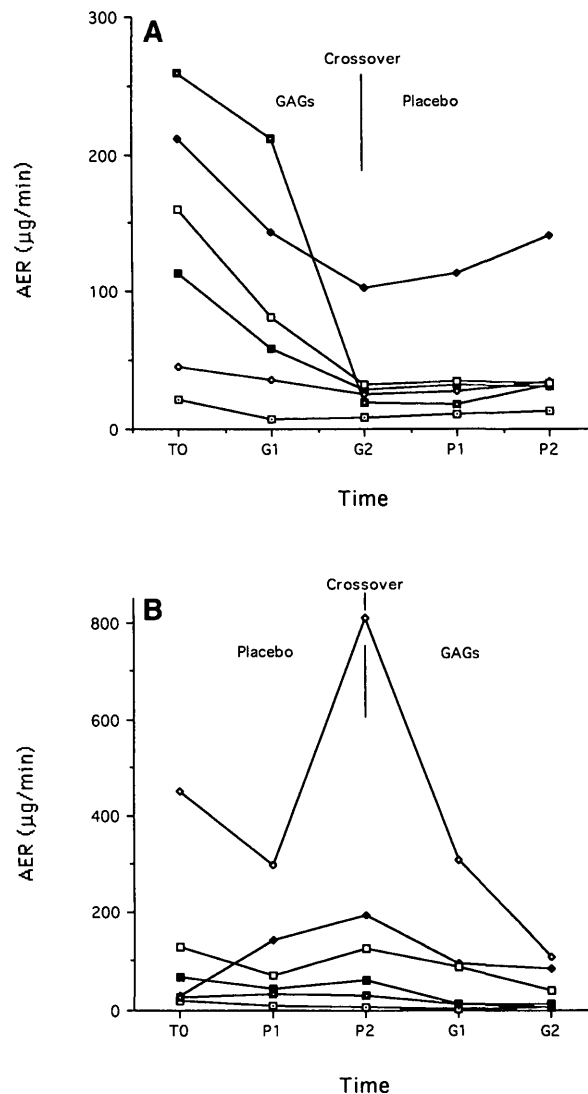 A
300
200
100
0
AER (µg/min)
Crossover
GAGs Placebo
T0 G1 G2 P1 P2
Time
B
800
600
400
200
0
AER (µg/min)
Crossover
Placebo GAGs
T0 P1 P2 G1 G2
Time